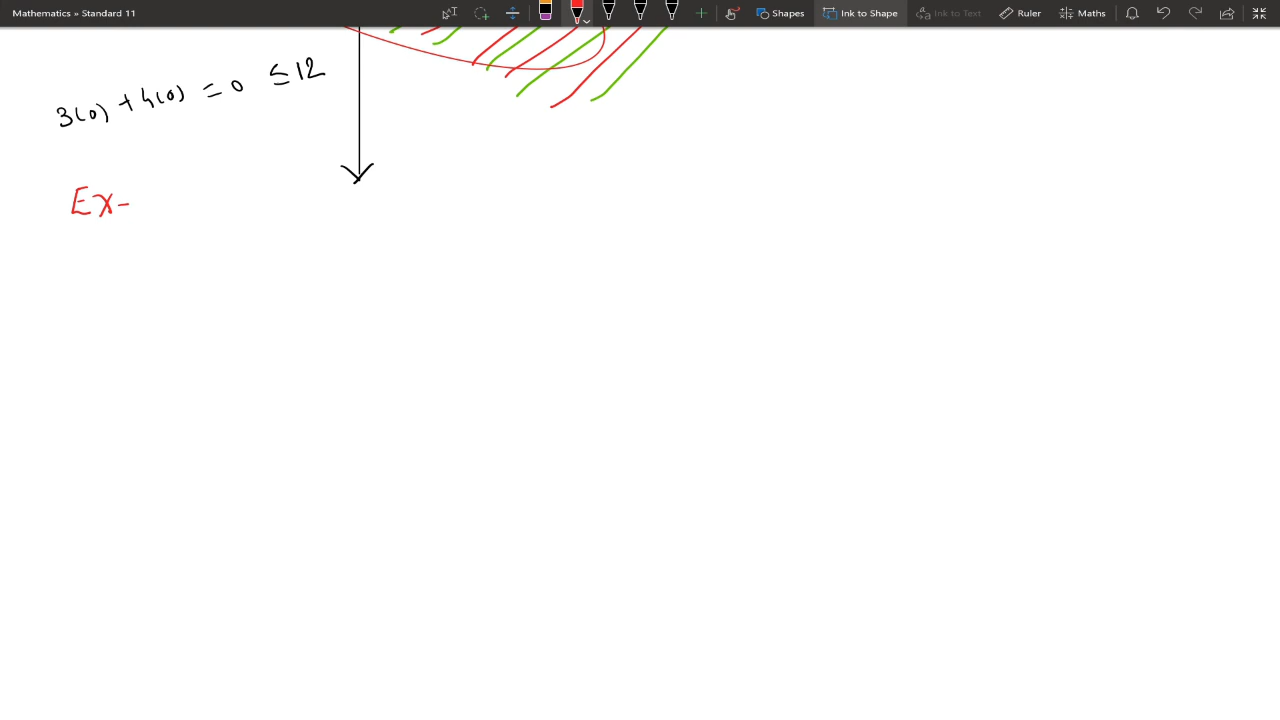 Mathematics » Standard 11
Shapes Ink to Shape Ink to Text Ruler Maths
3(0) + 4(0) = 0 ≤ 12
Ex-